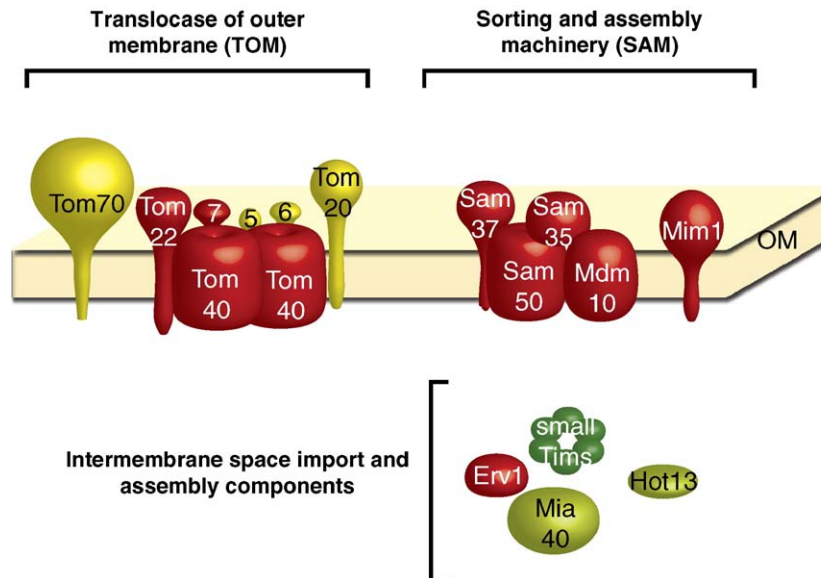 Translocase of outer
membrane (TOM)
Sorting and assembly
machinery (SAM)
Tom70
Tom
22
7
5
6
Tom
20
Tom
40
Tom
40
Sam
37
Sam
35
Sam
50
Mdm
10
Mim1
OM
Intermembrane space import and
assembly components
small
Tims
Erv1
Hot13
Mia
40